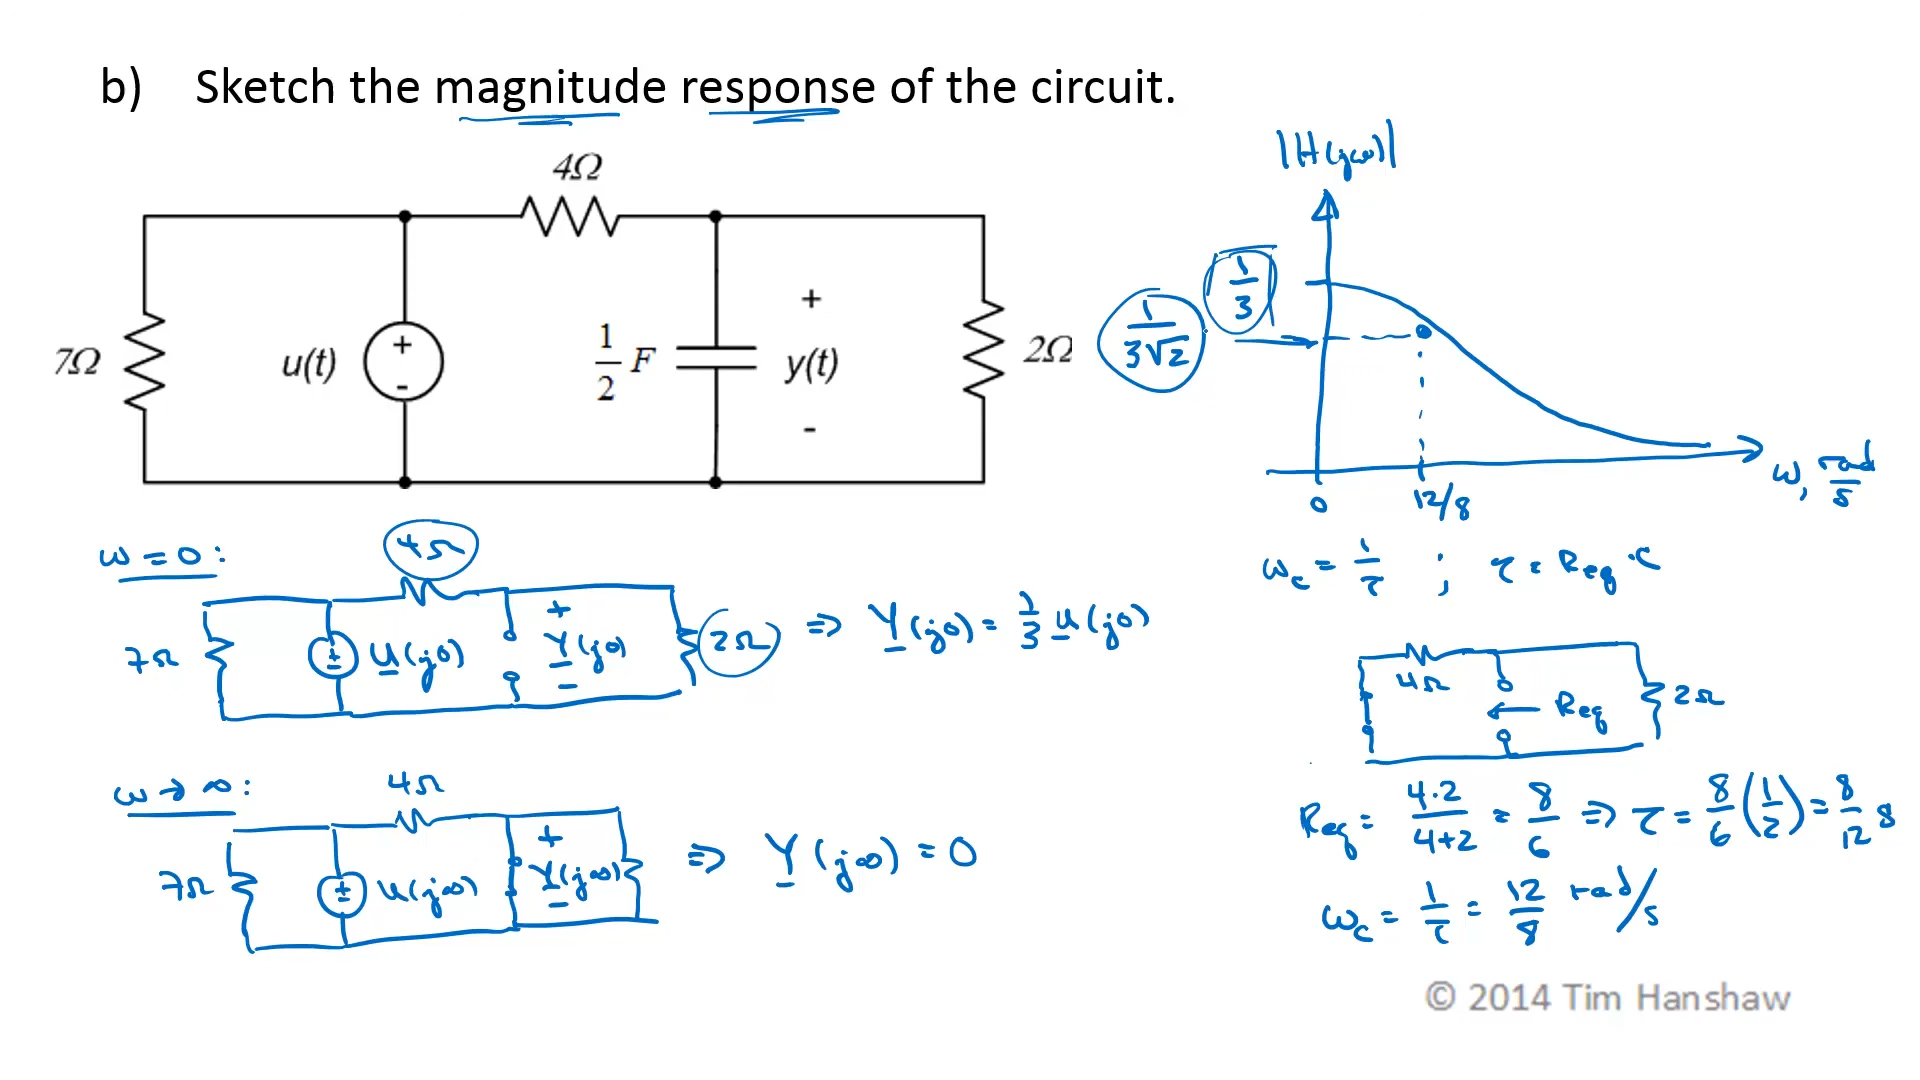 b) Sketch the magnitude response of the circuit.
|H(jω)|
4Ω
7Ω
u(t)
+
-
1/2 F
+
y(t)
-
2Ω
1/3
1/(3√2)
0
12/8
ω, rad/s
ω_c = 1/τ ; τ = Req · C
ω = 0 :
4Ω
7Ω
±
U(j0)
+
Y(j0)
-
2Ω
⇒ Y(j0) = 1/3 U(j0)
4Ω
← Req
2Ω
Req = 4·2/(4+2) = 8/6 ⇒ τ = 8/6 (1/2) = 8/12 s
ω_c = 1/τ = 12/8 rad/s
ω → ∞ :
4Ω
7Ω
±
U(j∞)
+
Y(j∞)
-
⇒ Y(j∞) = 0
© 2014 Tim Hanshaw